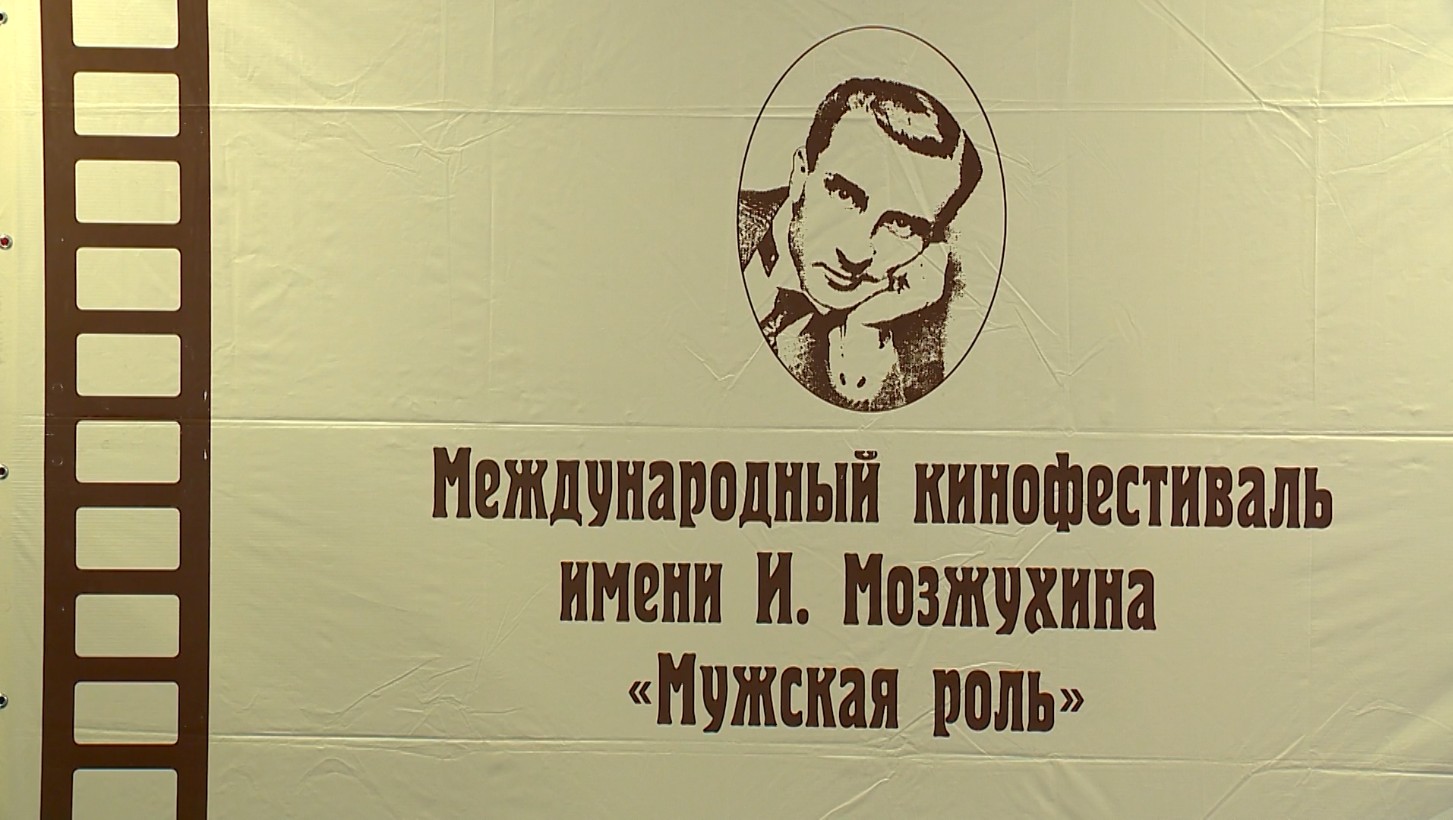 Международный кинофестиваль
имени И. Мозжухина
«Мужская роль»